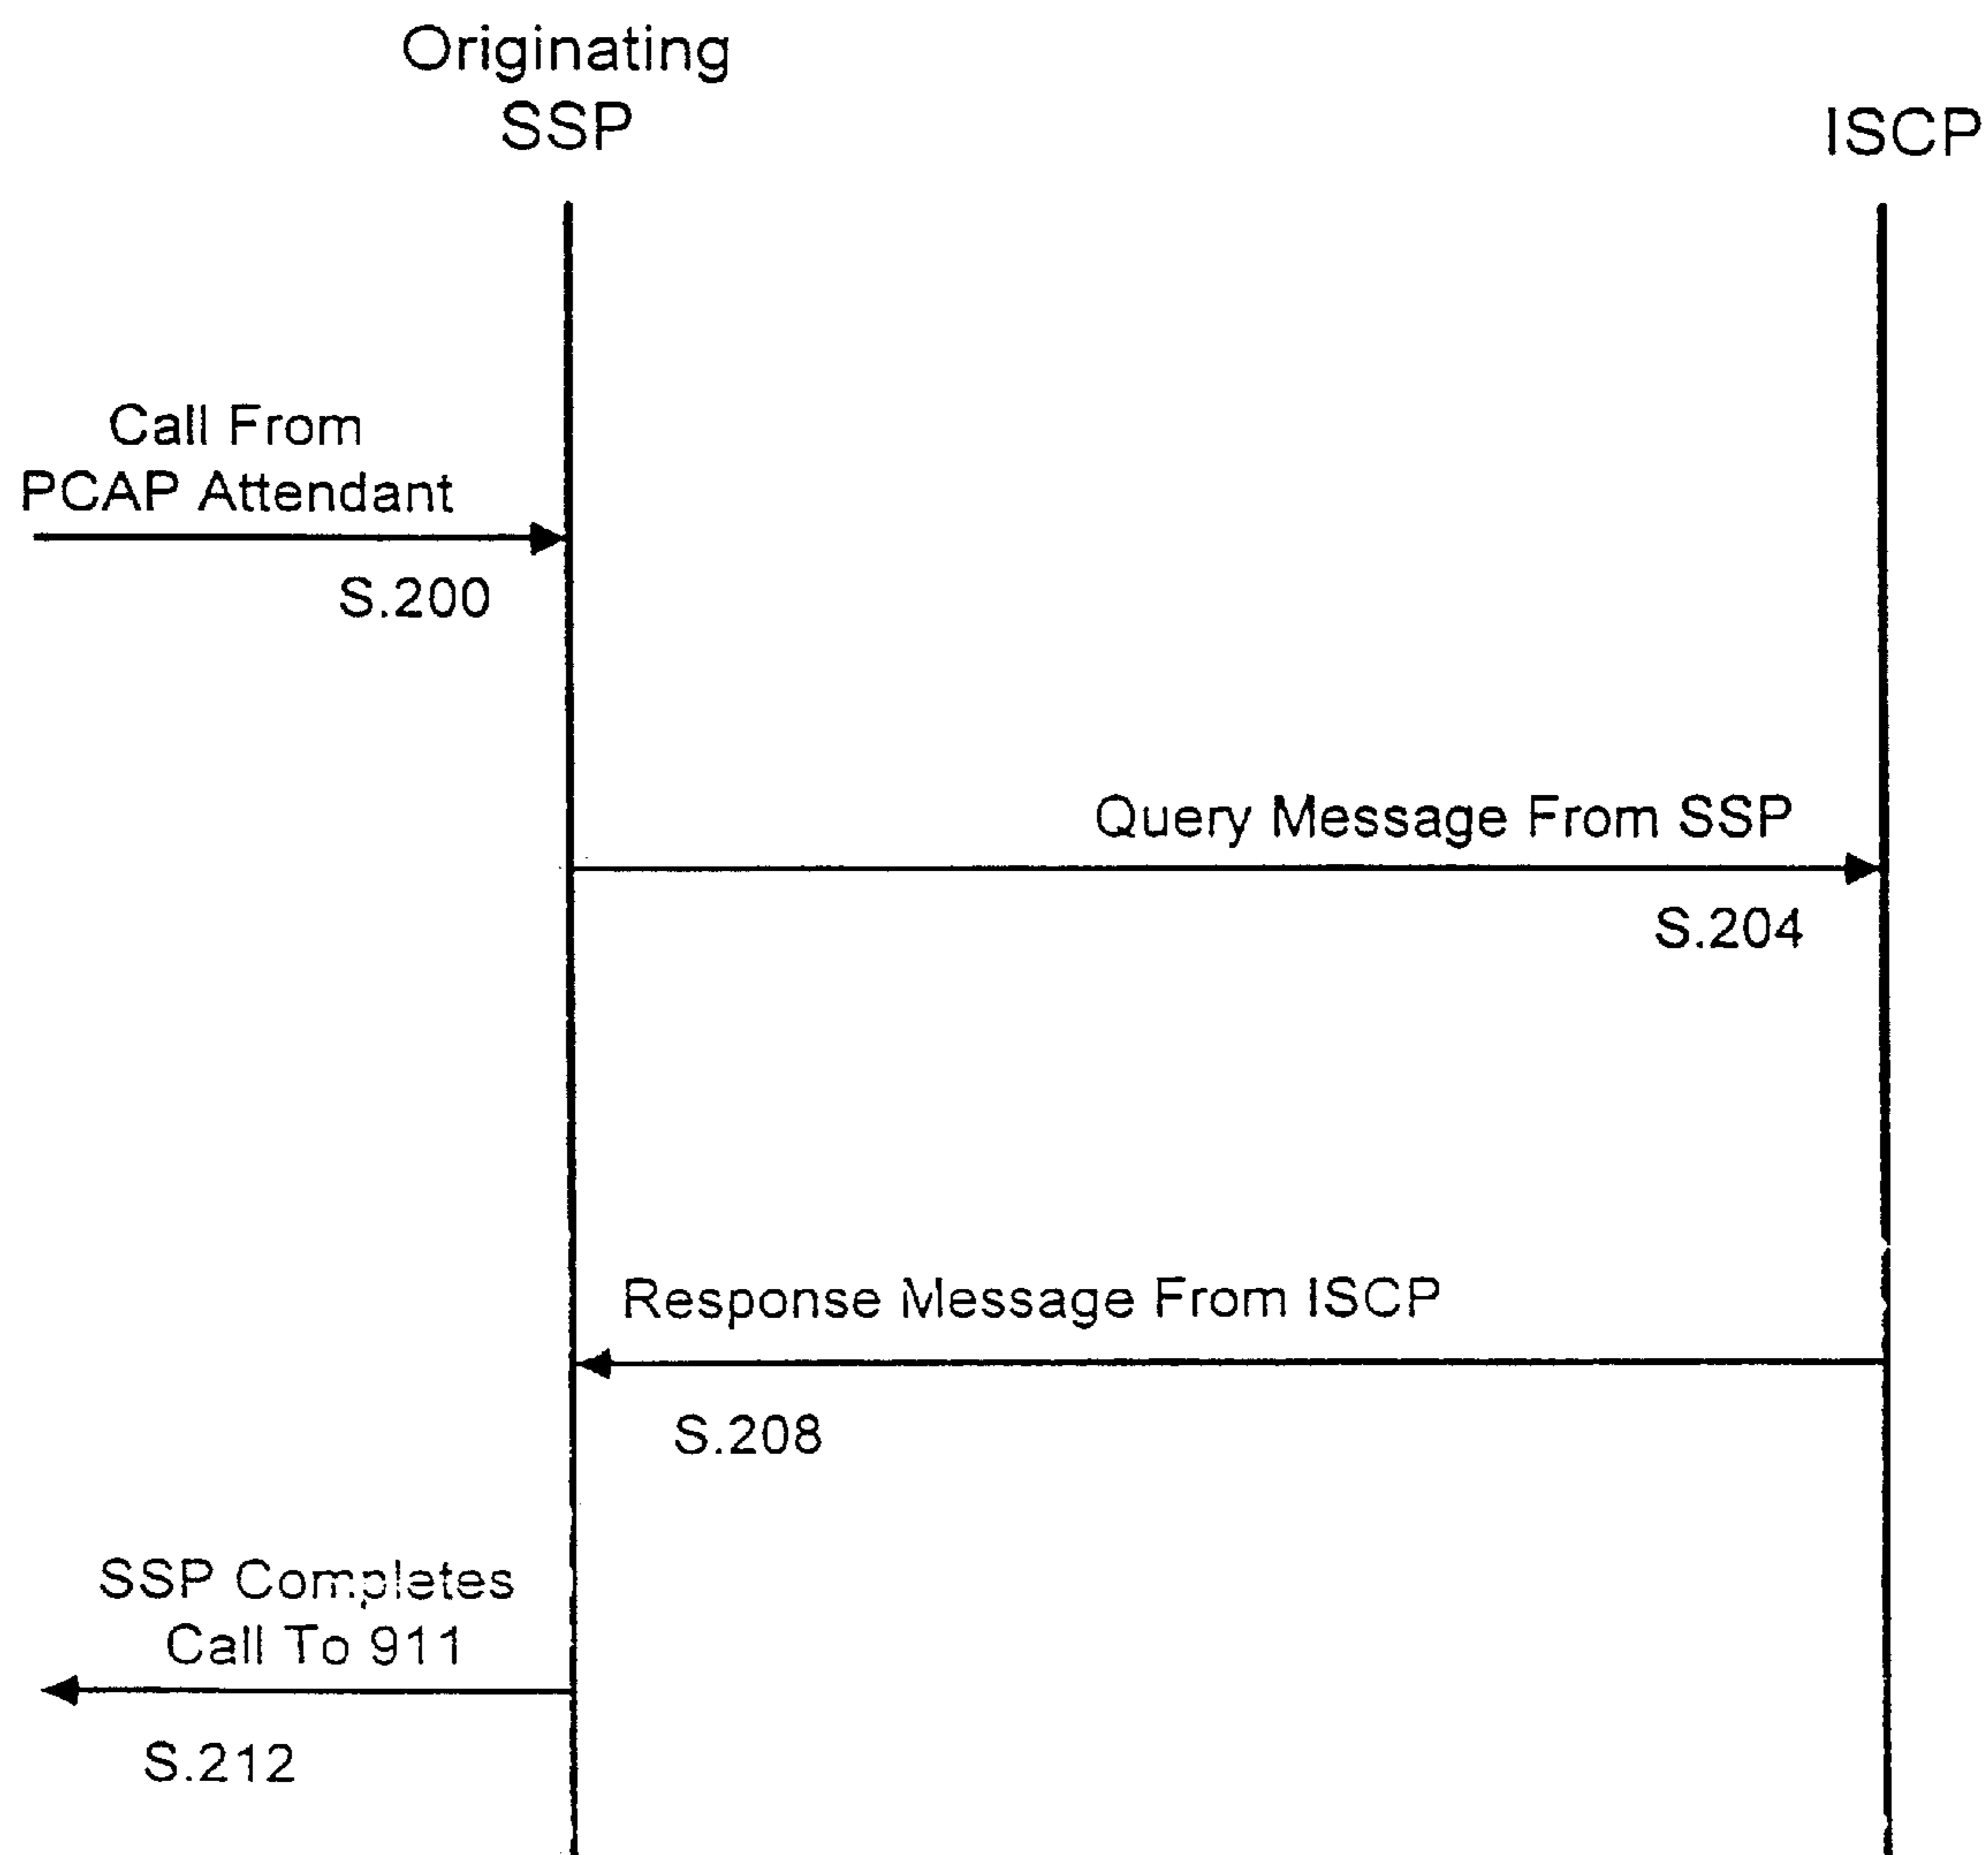 Originating
SSP
ISCP
Call From
PCAP Attendant
S.200
Query Message From SSP
S.204
Response Message From ISCP
S.208
SSP Completes
Call To 911
S.212